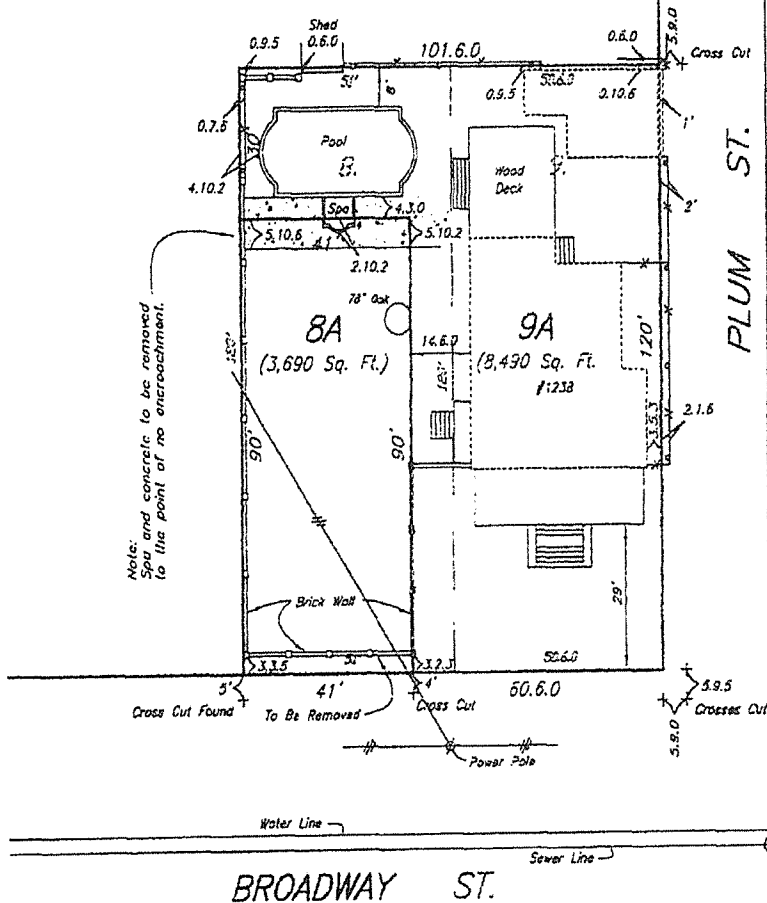 Shed
0.9.5
0.6.0
101.6.0
0.6.0
5.9.0
Cross Cut
51'
8'
0.9.5
50.6.0
0.10.6
0.7.6
1'
30'
Pool
4.10.2
Wood
Deck
2'
Spa
4.3.0
5.10.6
4.1
5.10.2
2.10.2
78" Oak
8A
(3,690 Sq. Ft.)
14.6.0
9A
(8,490 Sq. Ft.
#1238
120'
120'
120'
PLUM ST.
90'
90'
3.5.3
2.1.6
Note:
Spa and concrete to be removed
to the point of no encroachment.
Brick Wall
29'
3.3.5
3.2.3
50.6.0
5'
41'
4'
60.6.0
5.9.5
Cross Cut Found
To Be Removed
Cross Cut
Crosses Cut
5.9.0
Power Pole
Water Line
Sewer Line
BROADWAY ST.